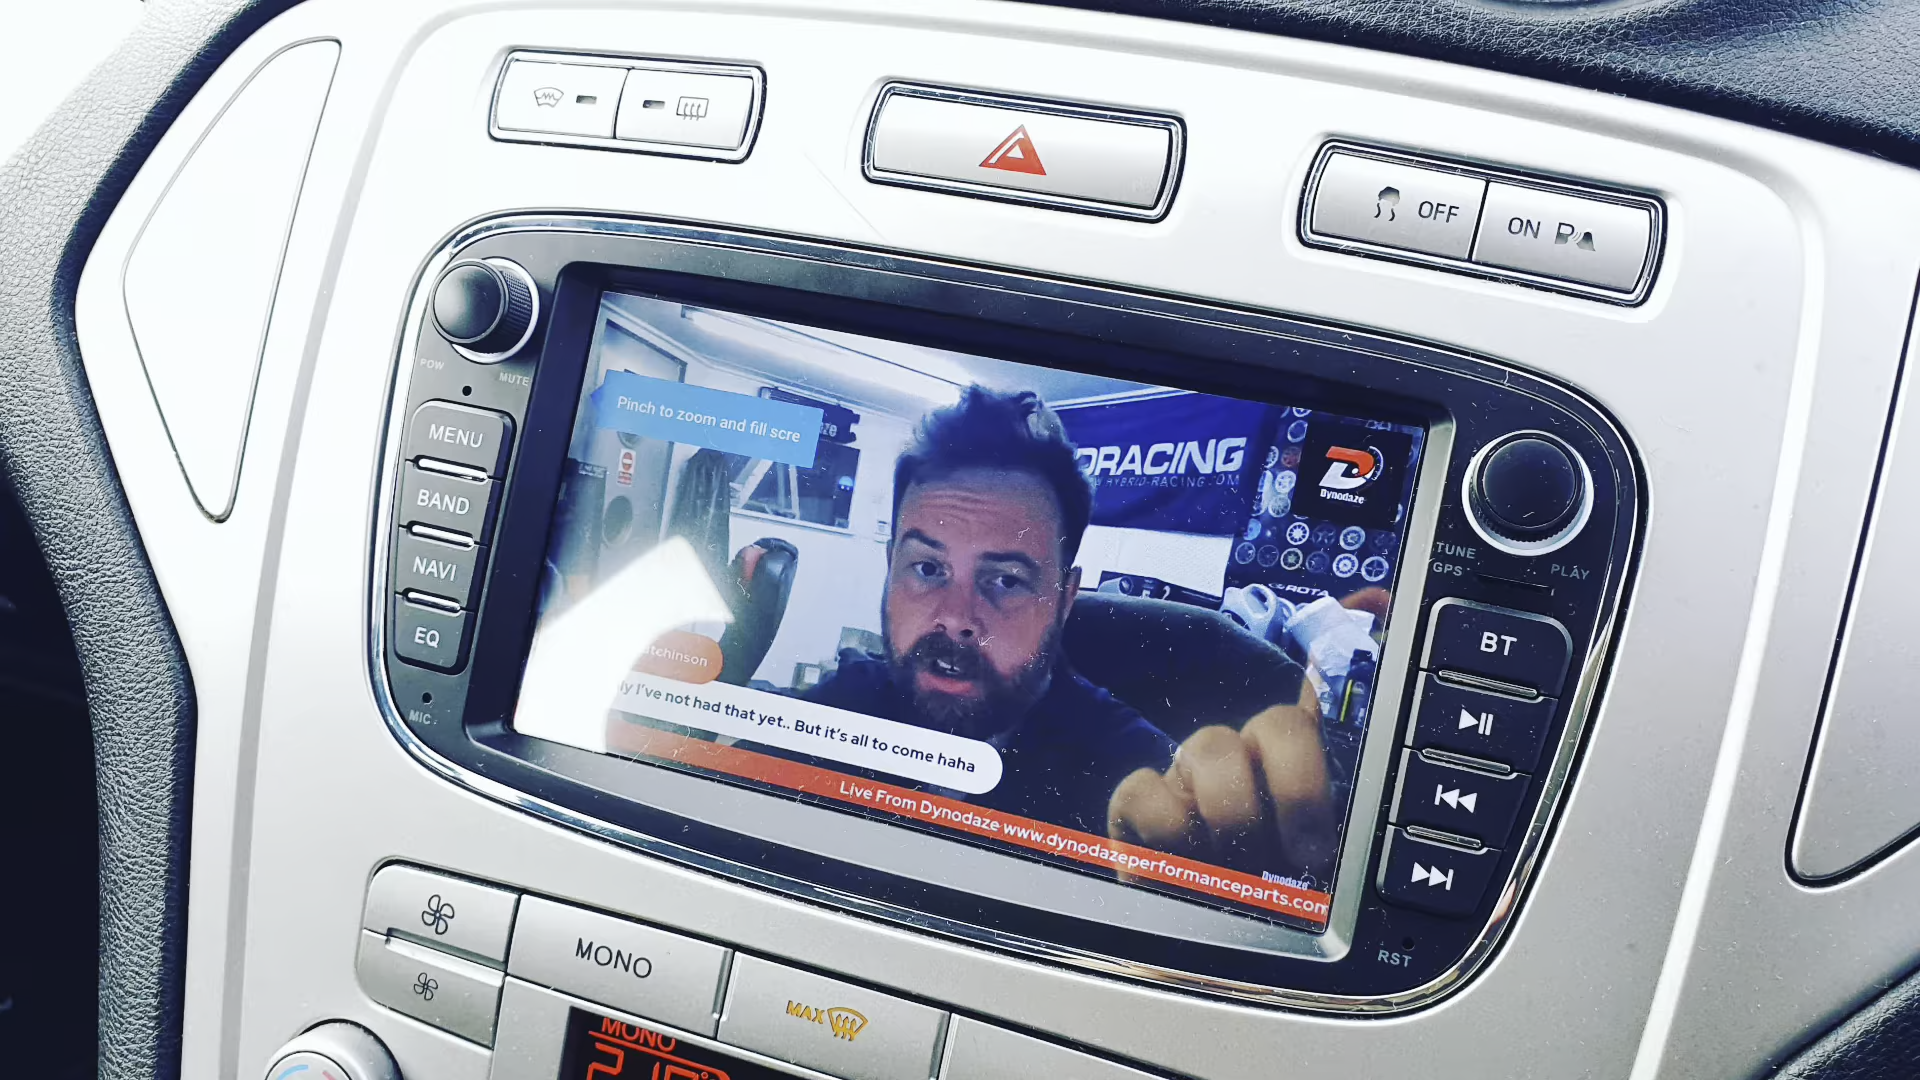 OFF
ON
POW
MUTE
MENU
BAND
NAVI
EQ
MIC
Pinch to zoom and fill scre
RACING
HYBRID-RACING.COM
Dynodaze
ROTA
tchinson
ly I've not had that yet.. But it's all to come haha
Live From Dynodaze www.dynodazeperformanceparts.com
Dynodaze
TUNE
GPS
PLAY
BT
RST
MONO
MAX
MONO